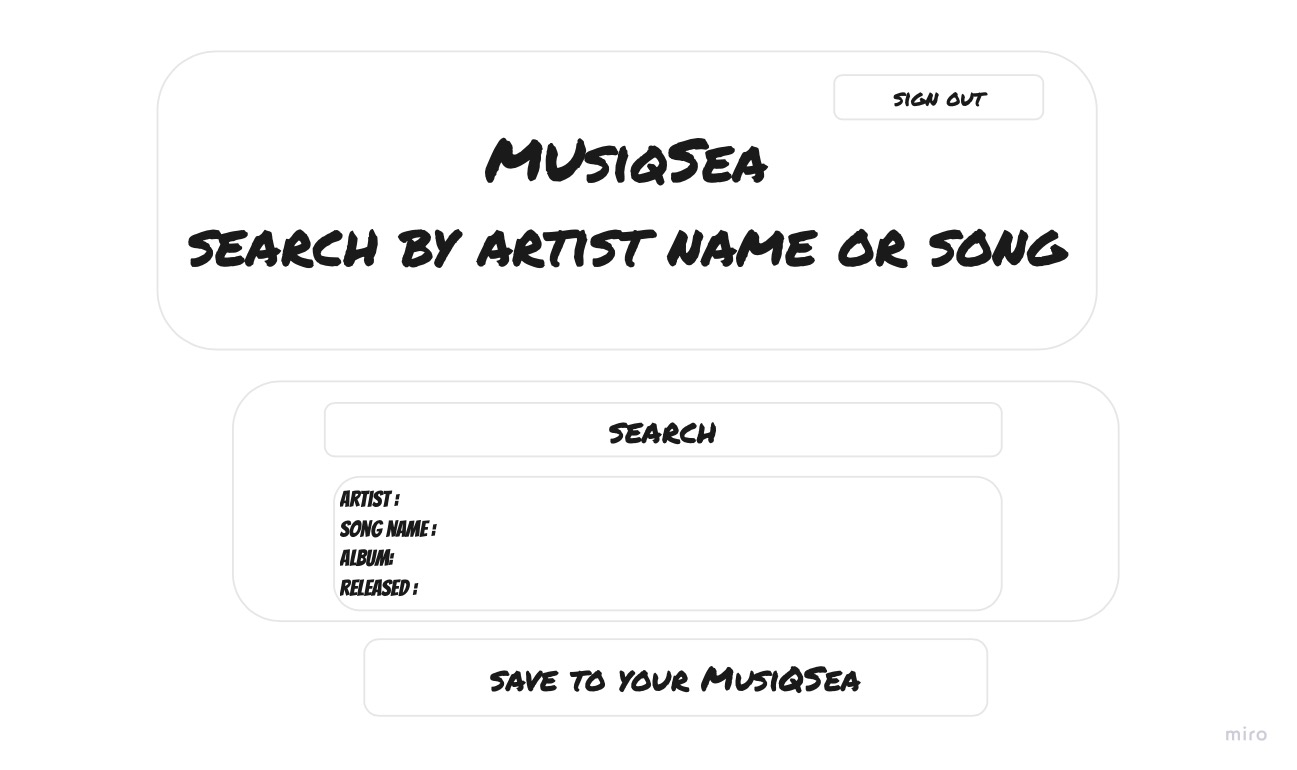 SIGN OUT
MUSIQSEA
SEARCH BY ARTIST NAME OR SONG
SEARCH
ARTIST :
SONG NAME :
ALBUM:
RELEASED :
SAVE TO YOUR MUSIQSEA
miro